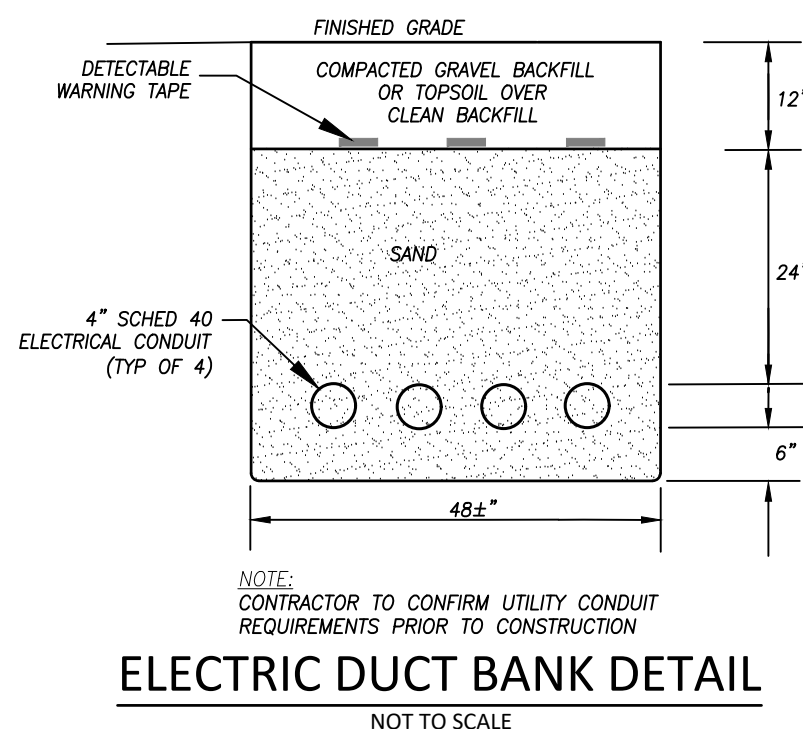 FINISHED GRADE
DETECTABLE
WARNING TAPE
COMPACTED GRAVEL BACKFILL
OR TOPSOIL OVER
CLEAN BACKFILL
12"
SAND
24"
4" SCHED 40
ELECTRICAL CONDUIT
(TYP OF 4)
6"
48±"
NOTE:
CONTRACTOR TO CONFIRM UTILITY CONDUIT
REQUIREMENTS PRIOR TO CONSTRUCTION
ELECTRIC DUCT BANK DETAIL
NOT TO SCALE